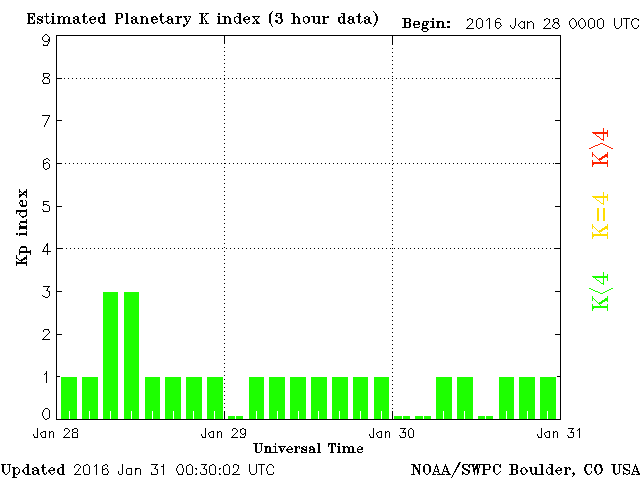 Estimated Planetary K index (3 hour data) Begin: 2016 Jan 28 0000 UTC
9
8
7
6
5
4
3
2
1
0
Kp index
K>4
K=4
K<4
Jan 28 Jan 29 Jan 30 Jan 31
Universal Time
Updated 2016 Jan 31 00:30:02 UTC NOAA/SWPC Boulder, CO USA